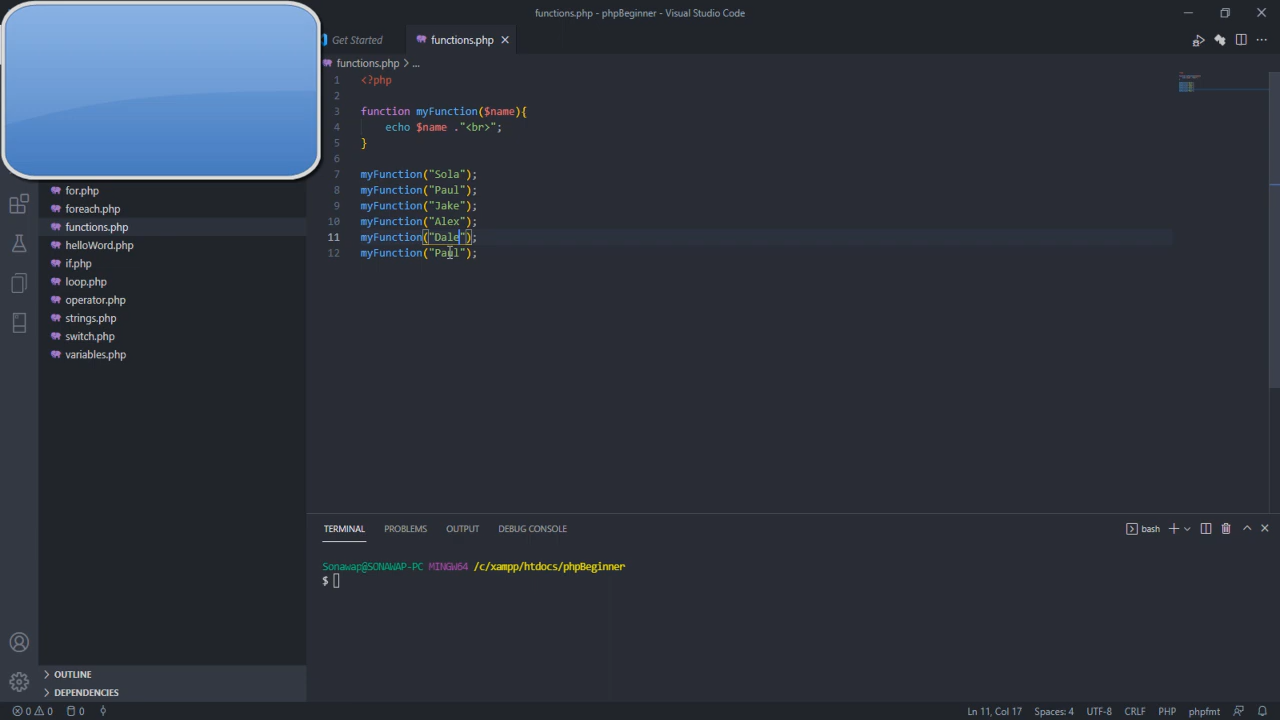 functions.php - phpBeginner - Visual Studio Code
Get Started
functions.php
functions.php > ...
1 <?php
2
3 function myFunction($name){
4 echo $name ."<br>";
5 }
6
7 myFunction("Sola");
8 myFunction("Paul");
9 myFunction("Jake");
10 myFunction("Alex");
11 myFunction("Dale");
12 myFunction("Paul");
for.php
foreach.php
functions.php
helloWord.php
if.php
loop.php
operator.php
strings.php
switch.php
variables.php
OUTLINE
DEPENDENCIES
TERMINAL PROBLEMS OUTPUT DEBUG CONSOLE
bash
Sonawap@SONAWAP-PC MINGW64 /c/xampp/htdocs/phpBeginner
$
0 0 0
Ln 11, Col 17 Spaces: 4 UTF-8 CRLF PHP phpfmt